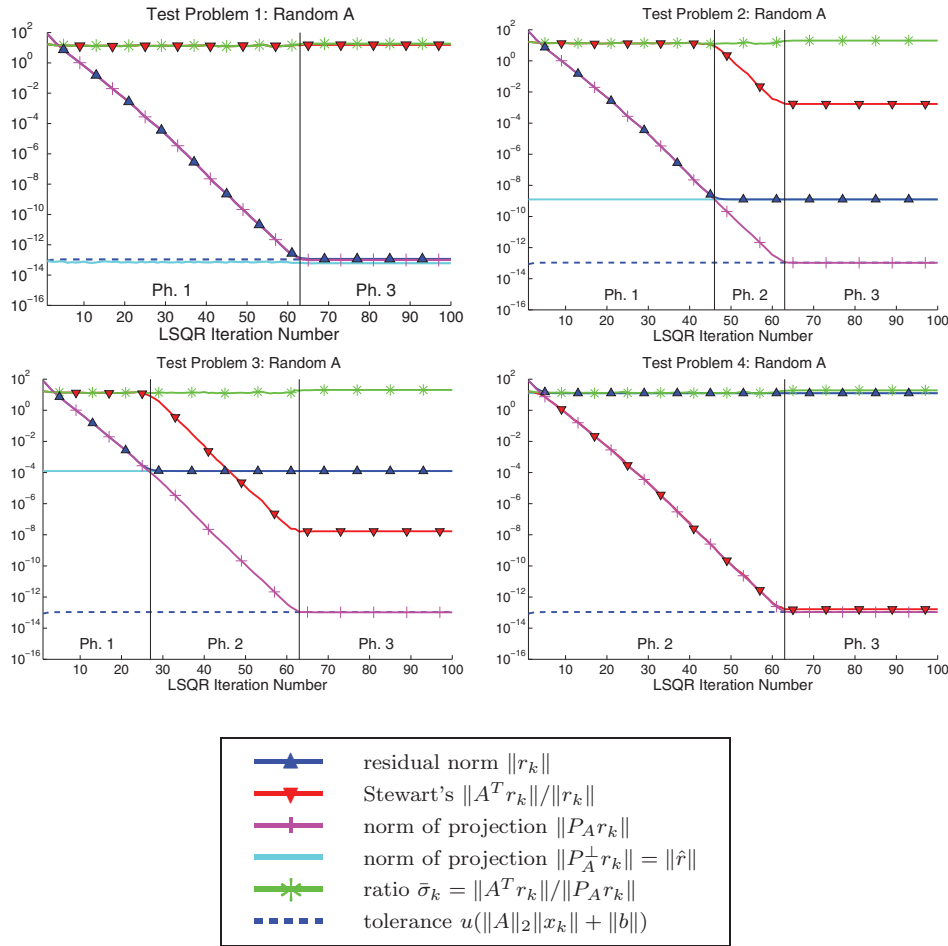 Test Problem 1: Random A
10^2
10^0
10^−2
10^−4
10^−6
10^−8
10^−10
10^−12
10^−14
10^−16
Ph. 1
Ph. 3
10 20 30 40 50 60 70 80 90 100
LSQR Iteration Number
Test Problem 2: Random A
10^2
10^0
10^−2
10^−4
10^−6
10^−8
10^−10
10^−12
10^−14
10^−16
Ph. 1
Ph. 2
Ph. 3
10 20 30 40 50 60 70 80 90 100
LSQR Iteration Number
Test Problem 3: Random A
10^2
10^0
10^−2
10^−4
10^−6
10^−8
10^−10
10^−12
10^−14
10^−16
Ph. 1
Ph. 2
Ph. 3
10 20 30 40 50 60 70 80 90 100
LSQR Iteration Number
Test Problem 4: Random A
10^2
10^0
10^−2
10^−4
10^−6
10^−8
10^−10
10^−12
10^−14
10^−16
Ph. 2
Ph. 3
10 20 30 40 50 60 70 80 90 100
LSQR Iteration Number
residual norm ‖r_k‖
Stewart's ‖A^T r_k‖/‖r_k‖
norm of projection ‖P_A r_k‖
norm of projection ‖P_A^⊥ r_k‖ = ‖r̂‖
ratio σ̄_k = ‖A^T r_k‖/‖P_A r_k‖
tolerance u(‖A‖_2‖x_k‖ + ‖b‖)